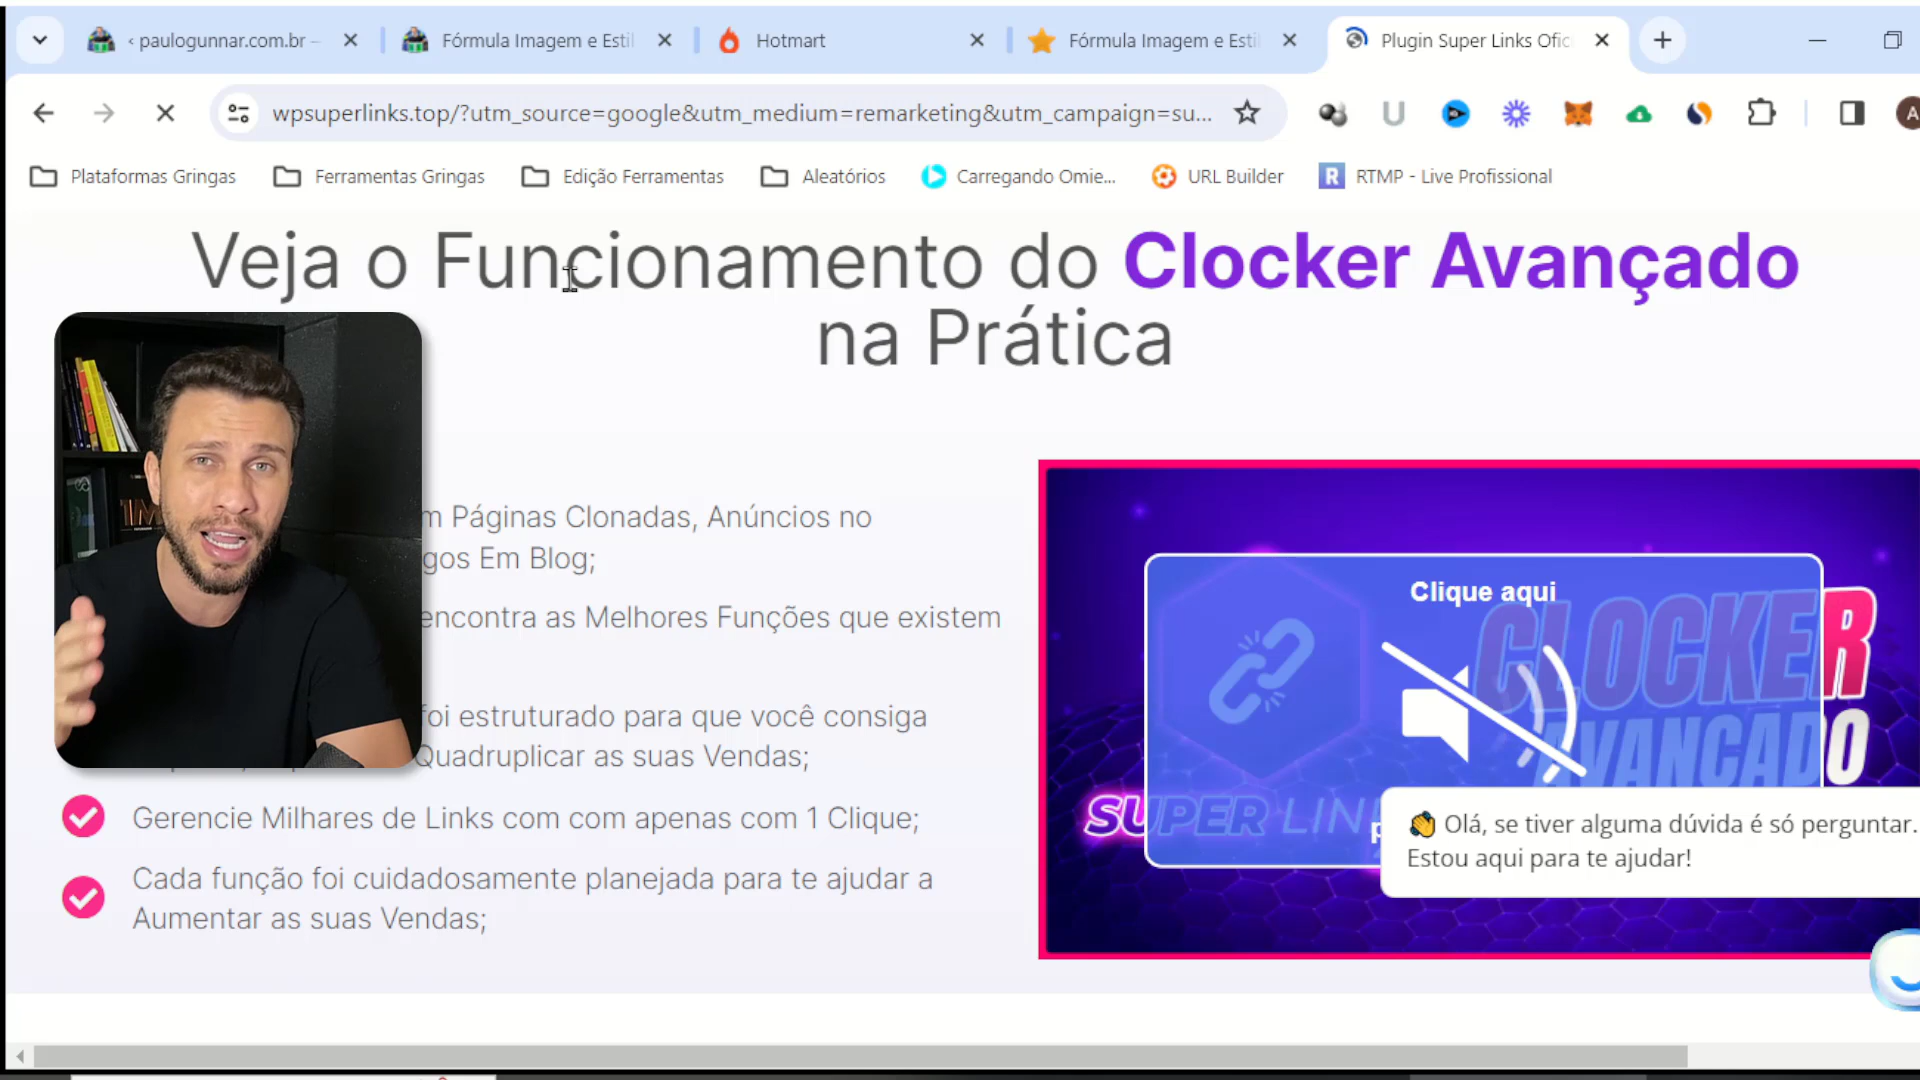 ‹ paulogunnar.com.br –
Fórmula Imagem e Estil
Hotmart
Fórmula Imagem e Estil
Plugin Super Links Ofic
wpsuperlinks.top/?utm_source=google&utm_medium=remarketing&utm_campaign=su...
A
Plataformas Gringas
Ferramentas Gringas
Edição Ferramentas
Aleatórios
Carregando Omie...
URL Builder
R
RTMP - Live Profissional
Veja o Funcionamento do Clocker Avançado
na Prática
m Páginas Clonadas, Anúncios no
gos Em Blog;
encontra as Melhores Funções que existem
foi estruturado para que você consiga
Quadruplicar as suas Vendas;
Gerencie Milhares de Links com com apenas com 1 Clique;
Cada função foi cuidadosamente planejada para te ajudar a
Aumentar as suas Vendas;
Clique aqui
CLOCKER
AVANÇADO
SUPER LIN
👏 Olá, se tiver alguma dúvida é só perguntar.
Estou aqui para te ajudar!